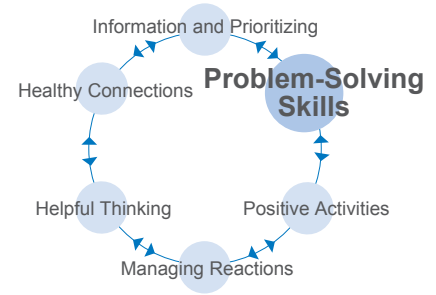 Information and Prioritizing
Problem-Solving
Skills
Healthy Connections
Helpful Thinking
Positive Activities
Managing Reactions